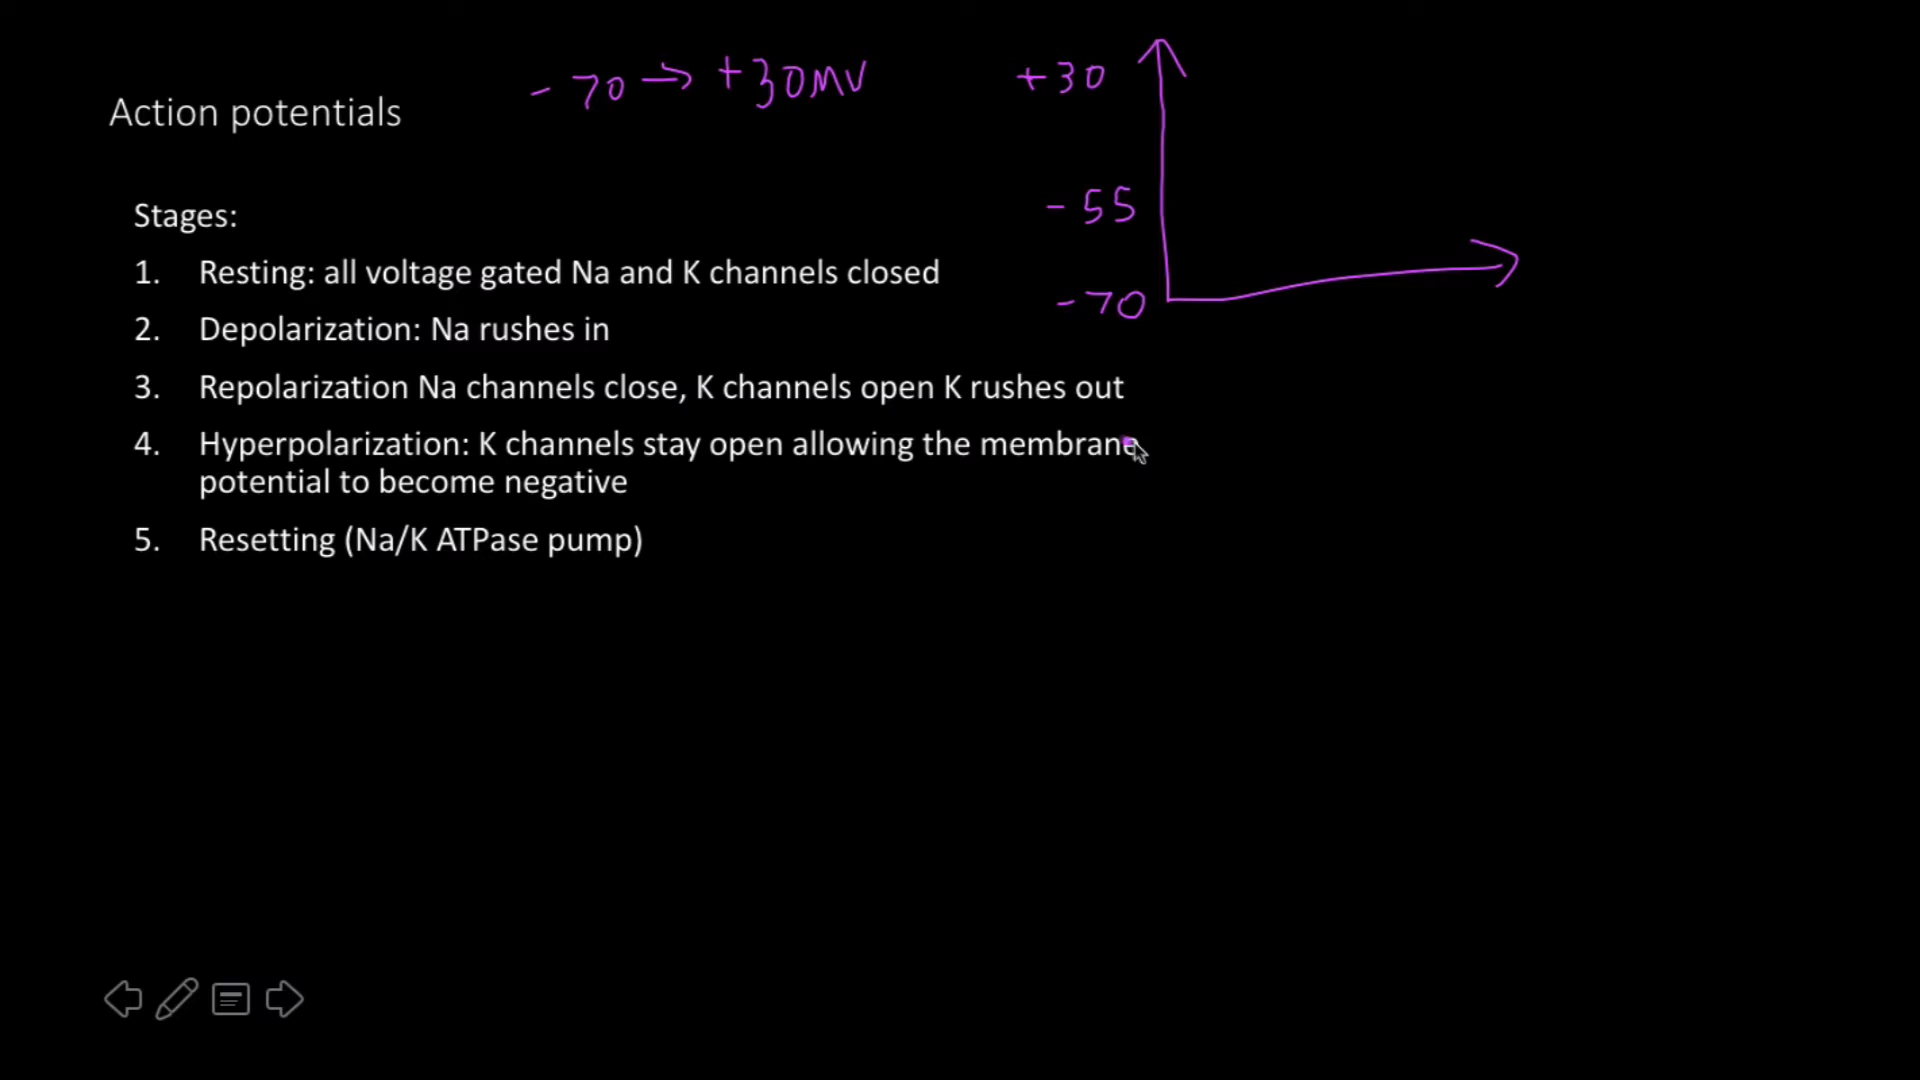 -70 → +30MV
Action potentials
+30
-55
-70
Stages:
1. Resting: all voltage gated Na and K channels closed
2. Depolarization: Na rushes in
3. Repolarization Na channels close, K channels open K rushes out
4. Hyperpolarization: K channels stay open allowing the membrane
potential to become negative
5. Resetting (Na/K ATPase pump)